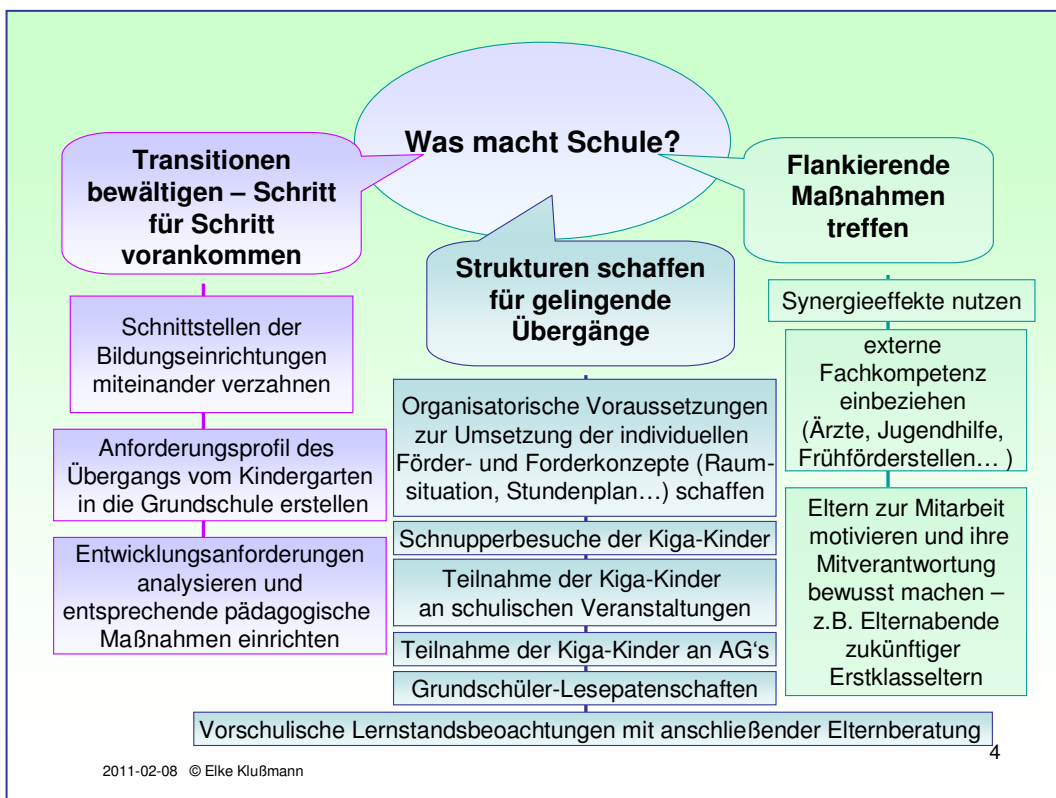 Was macht Schule?
Transitionen
bewältigen – Schritt
für Schritt
vorankommen
Schnittstellen der
Bildungseinrichtungen
miteinander verzahnen
Anforderungsprofil des
Übergangs vom Kindergarten
in die Grundschule erstellen
Entwicklungsanforderungen
analysieren und
entsprechende pädagogische
Maßnahmen einrichten
Strukturen schaffen
für gelingende
Übergänge
Organisatorische Voraussetzungen
zur Umsetzung der individuellen
Förder- und Forderkonzepte (Raum-
situation, Stundenplan…) schaffen
Schnupperbesuche der Kiga-Kinder
Teilnahme der Kiga-Kinder
an schulischen Veranstaltungen
Teilnahme der Kiga-Kinder an AG‘s
Grundschüler-Lesepatenschaften
Vorschulische Lernstandsbeoachtungen mit anschließender Elternberatung
Flankierende
Maßnahmen
treffen
Synergieeffekte nutzen
externe
Fachkompetenz
einbeziehen
(Ärzte, Jugendhilfe,
Frühförderstellen… )
Eltern zur Mitarbeit
motivieren und ihre
Mitverantwortung
bewusst machen –
z.B. Elternabende
zukünftiger
Erstklasseltern
4
2011-02-08 © Elke Klußmann